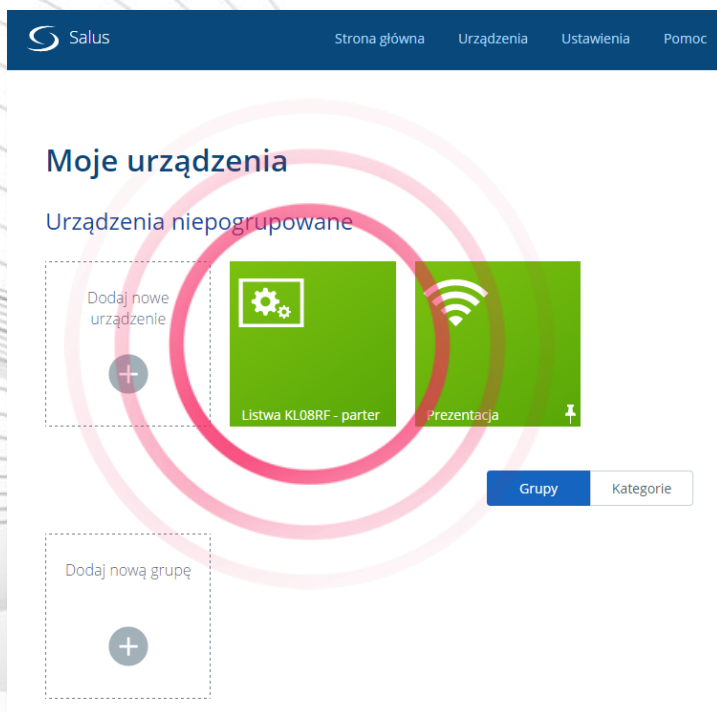 Salus
Strona główna
Urządzenia
Ustawienia
Pomoc
Moje urządzenia
Urządzenia niepogrupowane
Dodaj nowe
urządzenie
Listwa KL08RF - parter
Prezentacja
Grupy
Kategorie
Dodaj nową grupę